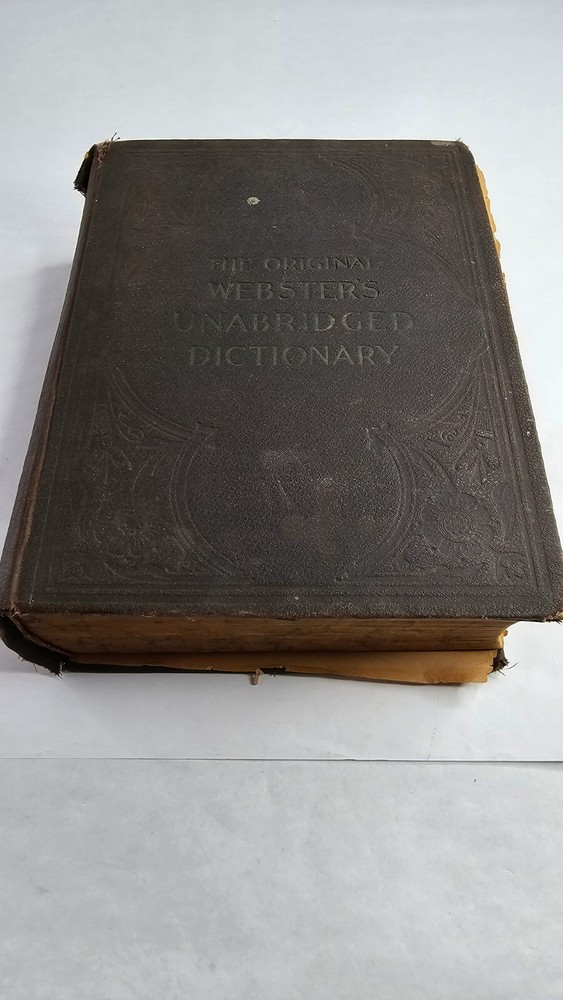 THE ORIGINAL
WEBSTER'S
UNABRIDGED
DICTIONARY